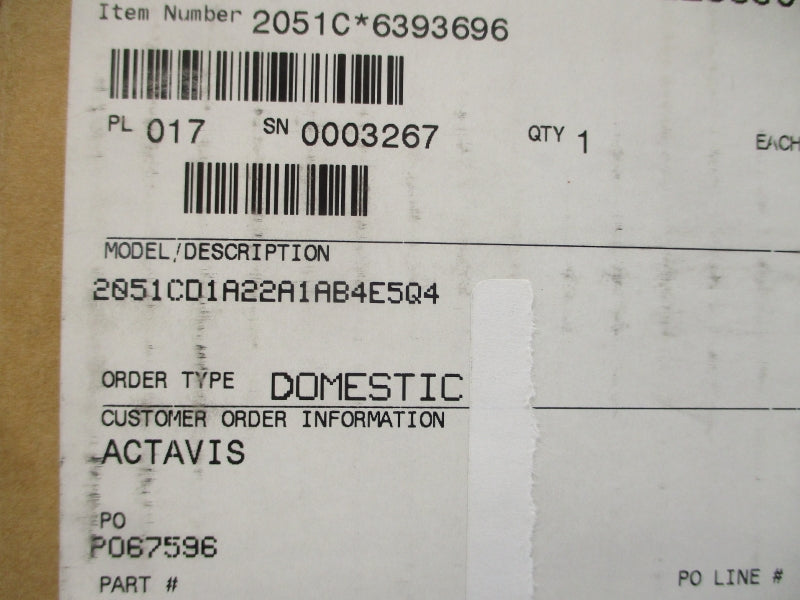 Item Number 2051C*6393696
PL 017 SN 0003267 QTY 1 EACH
MODEL/DESCRIPTION
2051CD1A22A1AB4E5Q4
ORDER TYPE DOMESTIC
CUSTOMER ORDER INFORMATION
ACTAVIS
PO
PO67596
PART # PO LINE #